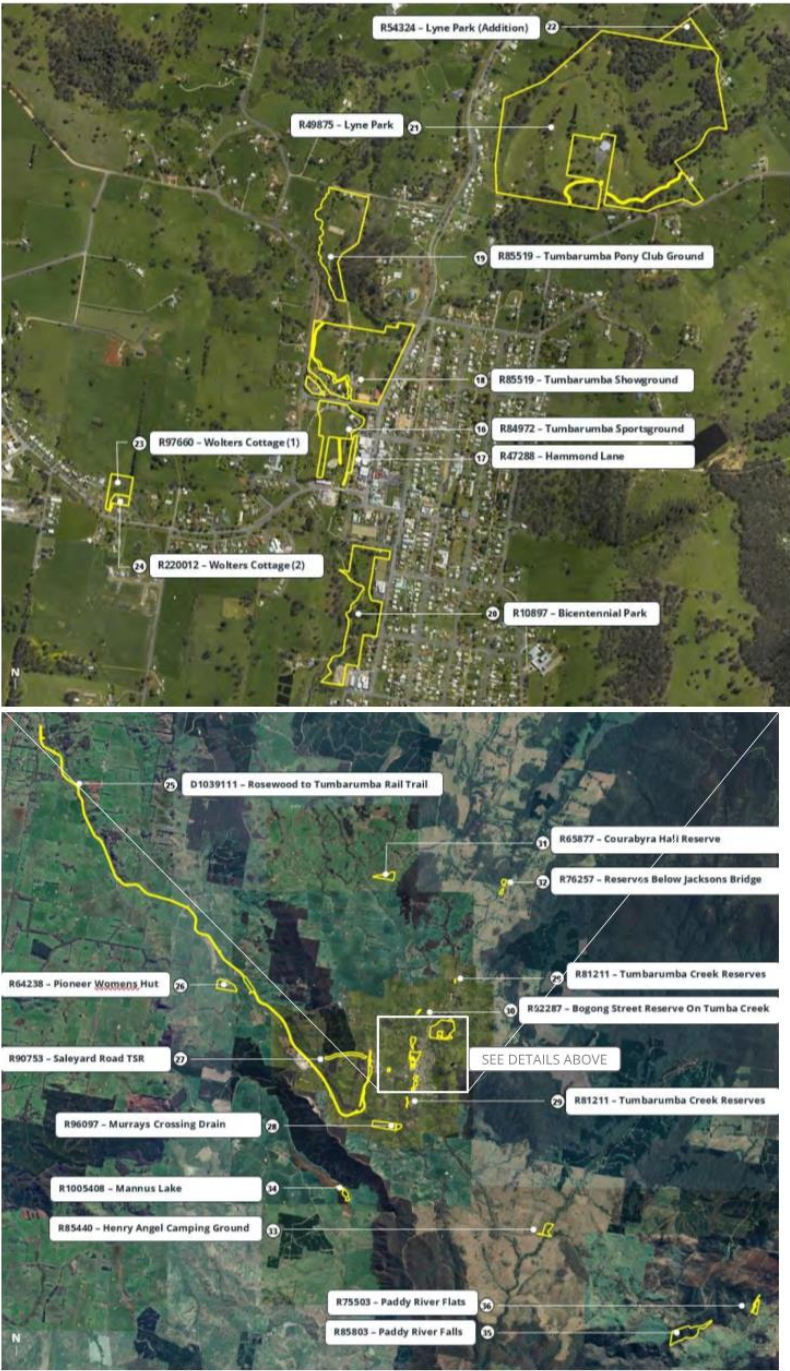 R54324 – Lyne Park (Addition) 22
R49875 – Lyne Park 21
19 R85519 – Tumbarumba Pony Club Ground
18 R85519 – Tumbarumba Showground
16 R84972 – Tumbarumba Sportsground
23 R97660 – Wolters Cottage (1)
17 R47288 – Hammond Lane
24 R220012 – Wolters Cottage (2)
20 R10897 – Bicentennial Park
N
25 D1039111 – Rosewood to Tumbarumba Rail Trail
31 R65877 – Courabyra Hall Reserve
32 R76257 – Reserves Below Jacksons Bridge
29 R81211 – Tumbarumba Creek Reserves
R64238 – Pioneer Womens Hut 26
30 R52287 – Bogong Street Reserve On Tumba Creek
R90753 – Saleyard Road TSR 27
SEE DETAILS ABOVE
29 R81211 – Tumbarumba Creek Reserves
R96097 – Murrays Crossing Drain 28
R1005408 – Mannus Lake 34
R85440 – Henry Angel Camping Ground 33
R75503 – Paddy River Flats 36
R85803 – Paddy River Falls 35
N